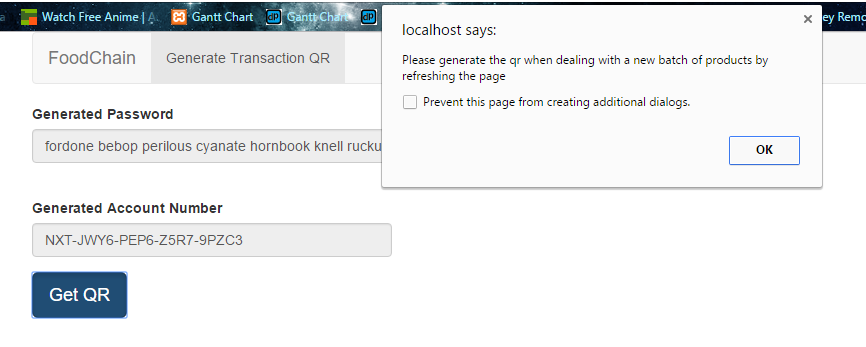 Watch Free Anime | A
Gantt Chart
Gantt Chart
ey Remo
FoodChain
Generate Transaction QR
localhost says:
Please generate the qr when dealing with a new batch of products by
refreshing the page
Prevent this page from creating additional dialogs.
OK
Generated Password
fordone bebop perilous cyanate hornbook knell rucku
Generated Account Number
NXT-JWY6-PEP6-Z5R7-9PZC3
Get QR